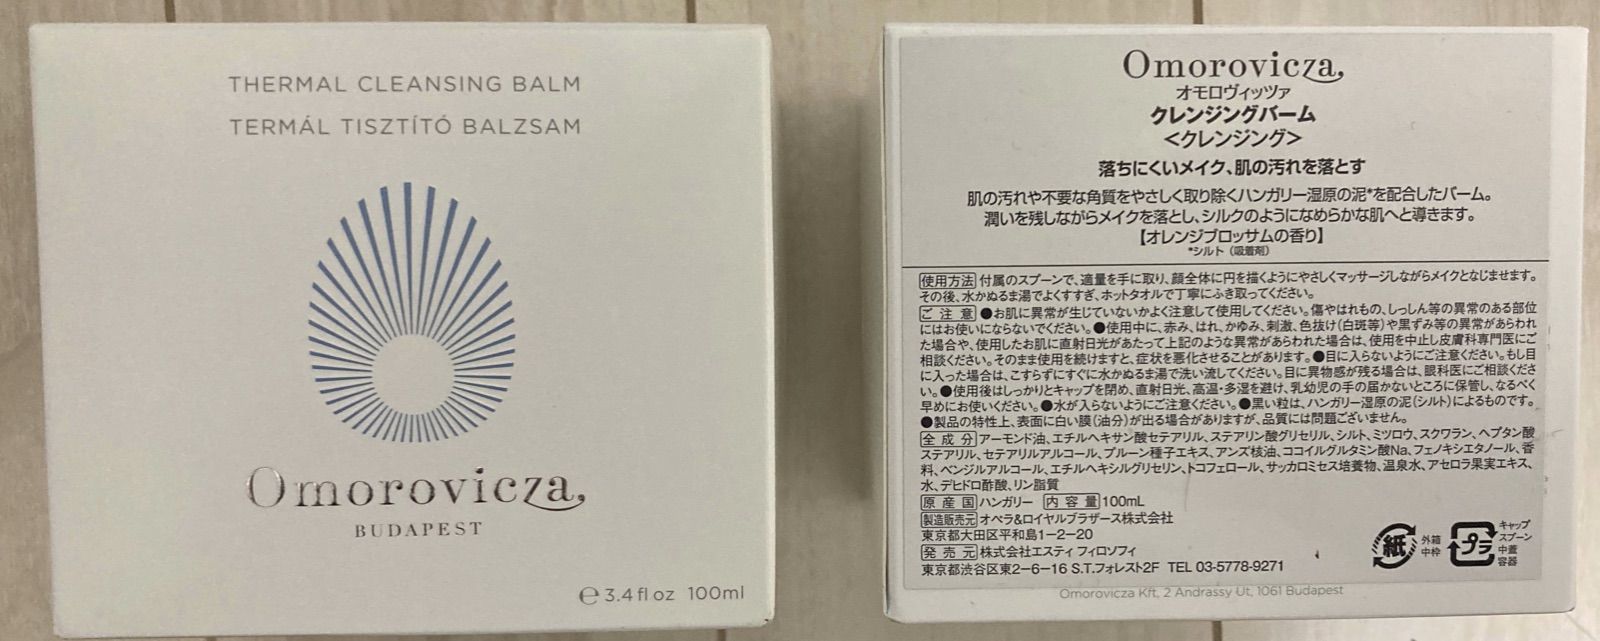 THERMAL CLEANSING BALM
TERMÁL TISZTÍTÓ BALZSAM
Omorovicza,
BUDAPEST
℮ 3.4 fl oz 100ml
Omorovicza,
オモロヴィッツァ
クレンジングバーム
<クレンジング>
落ちにくいメイク、肌の汚れを落とす
肌の汚れや不要な角質をやさしく取り除くハンガリー湿原の泥*を配合したバーム。
潤いを残しながらメイクを落とし、シルクのようになめらかな肌へと導きます。
【オレンジブロッサムの香り】
*シルト（吸着剤）
使用方法 付属のスプーンで、適量を手に取り、顔全体に円を描くようにやさしくマッサージしながらメイクとなじませます。
その後、水かぬるま湯でよくすすぎ、ホットタオルで丁寧にふき取ってください。
ご注意 ●お肌に異常が生じていないかよく注意して使用してください。傷やはれもの、しっしん等の異常のある部位
にはお使いにならないでください。●使用中に、赤み、はれ、かゆみ、刺激、色抜け(白斑等)や黒ずみ等の異常があらわれ
た場合や、使用したお肌に直射日光があたって上記のような異常があらわれた場合は、使用を中止し皮膚科専門医にご
相談ください。そのまま使用を続けますと、症状を悪化させることがあります。●目に入らないようにご注意ください。もし目
に入った場合は、こすらずにすぐに水かぬるま湯で洗い流してください。目に異物感が残る場合は、眼科医にご相談くださ
い。●使用後はしっかりとキャップを閉め、直射日光、高温・多湿を避け、乳幼児の手の届かないところに保管し、なるべく
早めにお使いください。●水が入らないようにご注意ください。●黒い粒は、ハンガリー湿原の泥(シルト)によるものです。
●製品の特性上、表面に白い膜(油分)が出る場合がありますが、品質には問題ございません。
全成分 アーモンド油、エチルヘキサン酸セテアリル、ステアリン酸グリセリル、シルト、ミツロウ、スクワラン、ヘプタン酸
ステアリル、セテアリルアルコール、プルーン種子エキス、アンズ核油、ココイルグルタミン酸Na、フェノキシエタノール、香
料、ベンジルアルコール、エチルヘキシルグリセリン、トコフェロール、サッカロミセス培養物、温泉水、アセロラ果実エキス、
水、デヒドロ酢酸、リン脂質
原産国 ハンガリー 内容量 100mL
製造販売元 オペラ&ロイヤルブラザース株式会社
東京都大田区平和島1－2－20
発売元 株式会社エスティ フィロソフィ
東京都渋谷区東2－6－16 S.T.フォレスト2F TEL 03-5778-9271
紙 外箱
中枠
プラ キャップ
スプーン
中蓋
容器
Omorovicza Kft, 2 Andrassy Ut, 1061 Budapest